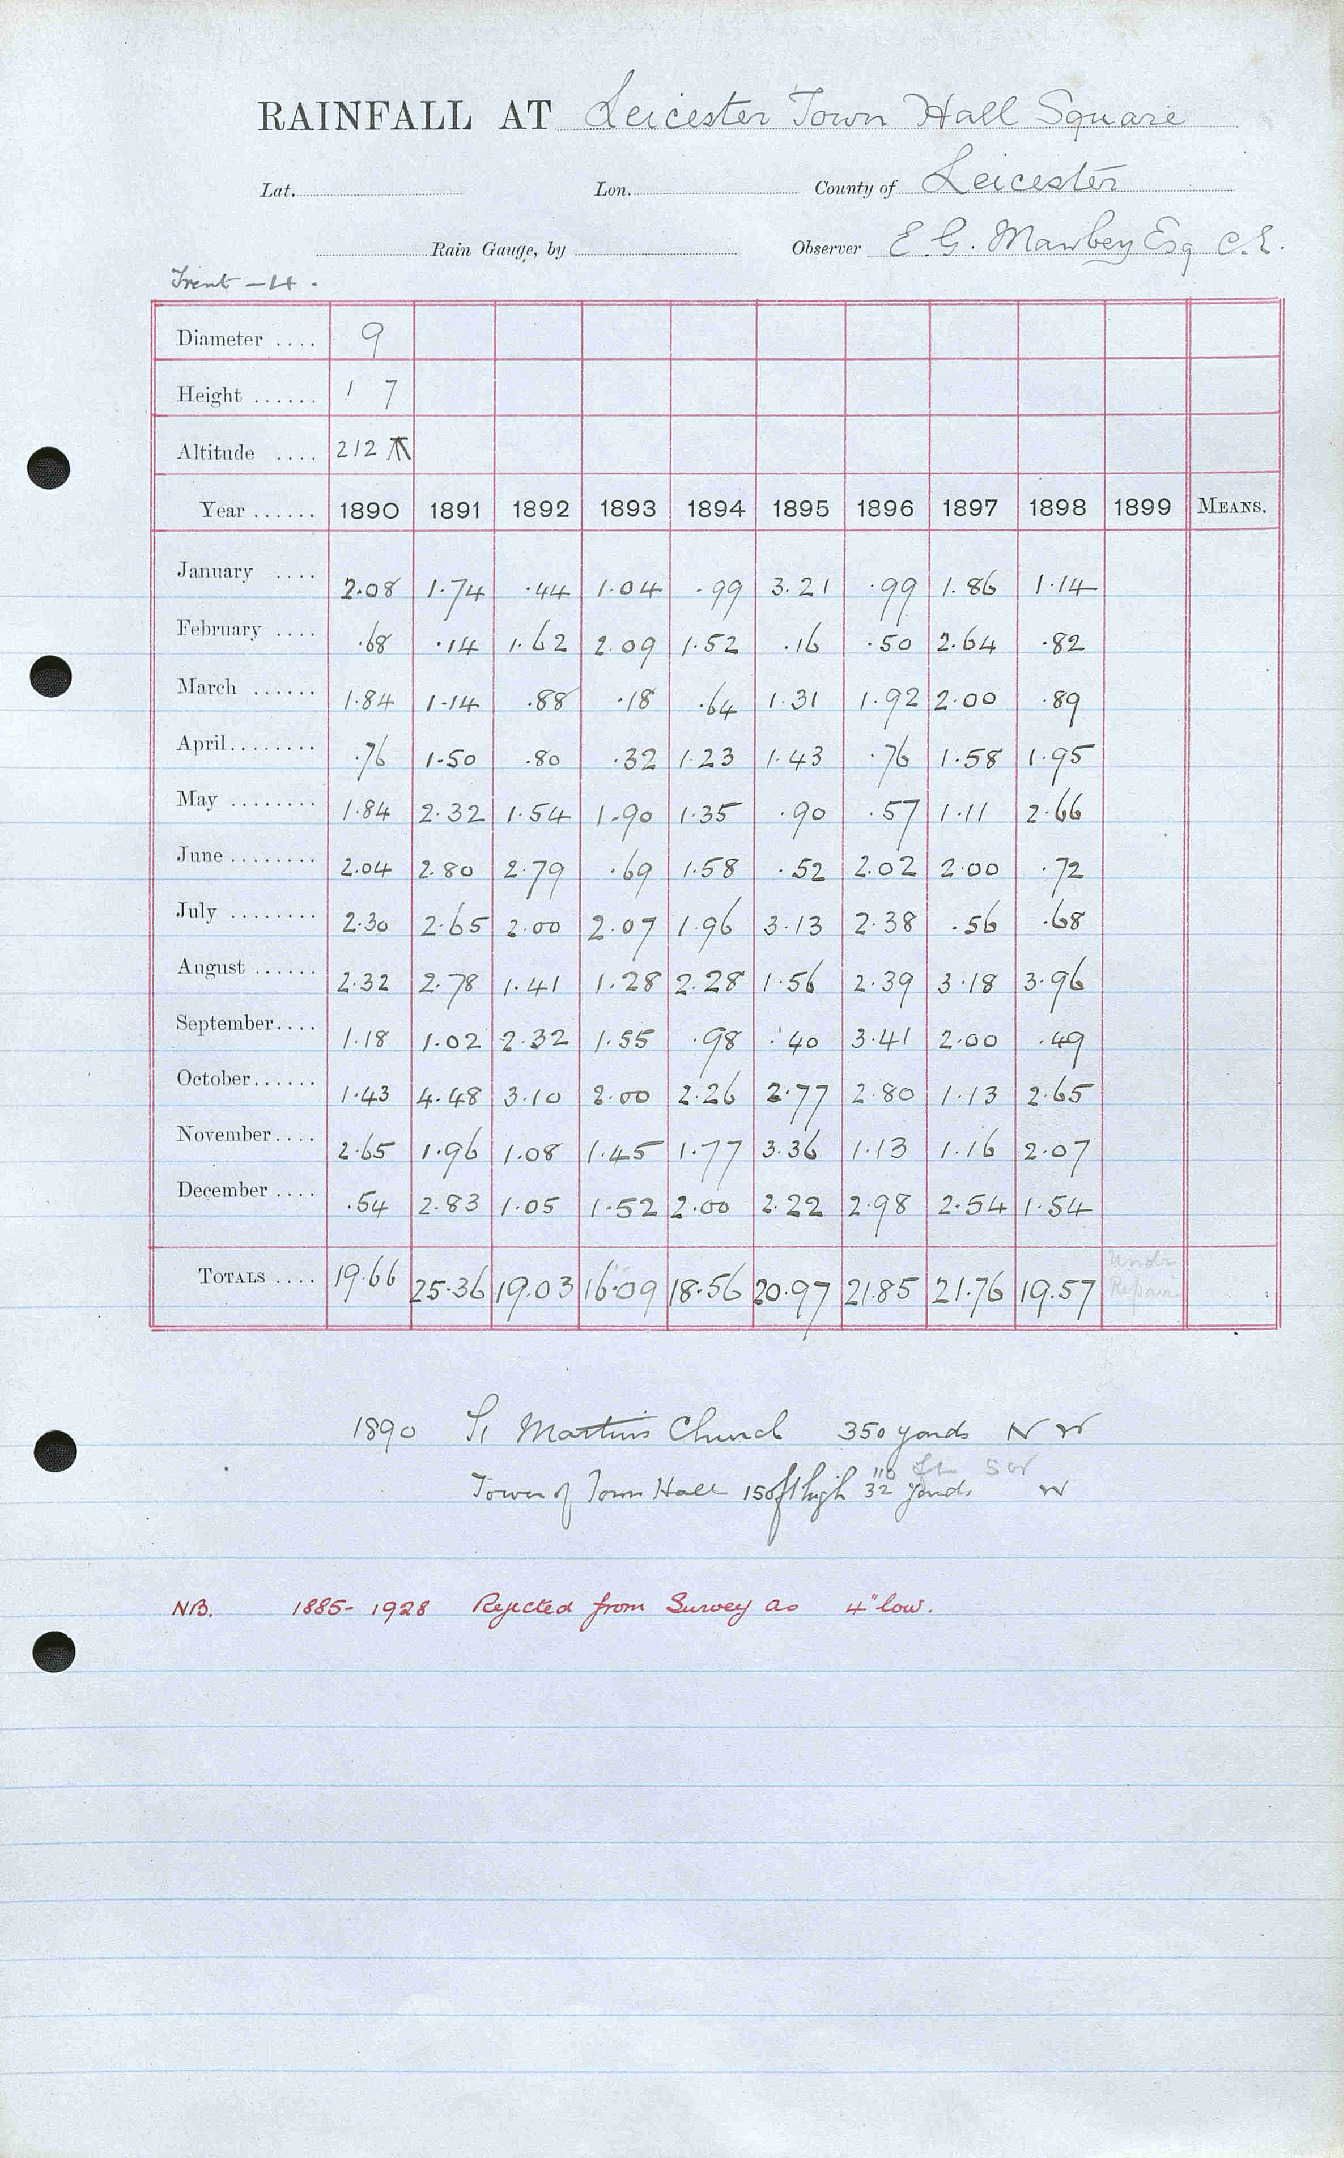 RAINFALL AT Leicester Town Hall Square
Lat. Lon. County of Leicester
Rain Gauge, by Observer E. G. Mawbey Esq C.E.
Trent - 4.
Diameter .... 9
Height ...... 1 7
Altitude .... 212
Year ...... 1890 1891 1892 1893 1894 1895 1896 1897 1898 1899 MEANS.
January .... 2.08 1.74 .44 1.04 .99 3.21 .99 1.86 1.14
February .... .68 .14 1.62 2.09 1.52 .16 .50 2.64 .82
March ...... 1.84 1.14 .88 .18 .64 1.31 1.92 2.00 .89
April........ .76 1.50 .80 .32 1.23 1.43 .76 1.58 1.95
May ........ 1.84 2.32 1.54 1.90 1.35 .90 .57 1.11 2.66
June ........ 2.04 2.80 2.79 .69 1.58 .52 2.02 2.00 .72
July ........ 2.30 2.65 2.00 2.07 1.96 3.13 2.38 .56 .68
August ...... 2.32 2.78 1.41 1.28 2.28 1.56 2.39 3.18 3.96
September.... 1.18 1.02 2.32 1.55 .98 .40 3.41 2.00 .49
October...... 1.43 4.48 3.10 2.00 2.26 2.77 2.80 1.13 2.65
November.... 2.65 1.96 1.08 1.45 1.77 3.36 1.13 1.16 2.07
December .... .54 2.83 1.05 1.52 2.00 2.22 2.98 2.54 1.54
TOTALS .... 19.66 25.36 19.03 16.09 18.56 20.97 21.85 21.76 19.57 Under Repair
1890 St Martins Church 350 yards N W
110 ft SW
Tower of Town Hall 150 ft high 32 yards W
NB. 1885-1928 Rejected from Survey as 4" low.